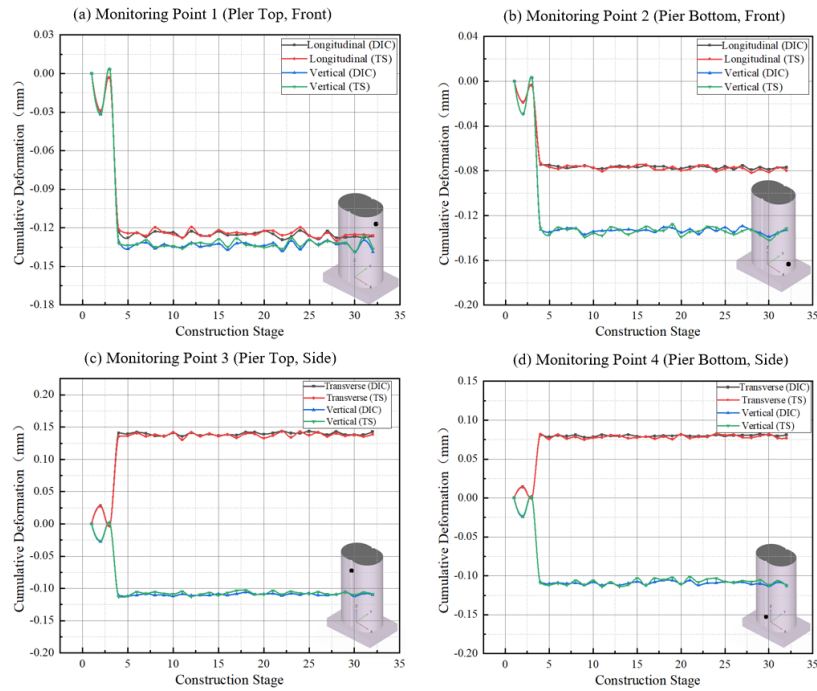 (a) Monitoring Point 1 (Pler Top, Front)
Longitudinal (DIC)
Longitudinal (TS)
Vertical (DIC)
Vertical (TS)
Cumulative Deformation（mm）
0.03
0.00
-0.03
-0.06
-0.09
-0.12
-0.15
-0.18
0 5 10 15 20 25 30 35
Construction Stage
(b) Monitoring Point 2 (Pier Bottom, Front)
Longitudinal (DIC)
Longitudinal (TS)
Vertical (DIC)
Vertical (TS)
Cumulative Deformation (mm)
0.04
0.00
-0.04
-0.08
-0.12
-0.16
-0.20
0 5 10 15 20 25 30 35
Construction Stage
(c) Monitoring Point 3 (Pier Top, Side)
Transverse (DIC)
Transverse (TS)
Vertical (DIC)
Vertical (TS)
Cumulative Deformation (mm)
0.20
0.15
0.10
0.05
0.00
-0.05
-0.10
-0.15
-0.20
0 5 10 15 20 25 30 35
Construction Stage
(d) Monitoring Point 4 (Pier Bottom, Side)
Transverse (DIC)
Transverse (TS)
Vertical (DIC)
Vertical (TS)
Cumulative Deformation (mm)
0.15
0.10
0.05
0.00
-0.05
-0.10
-0.15
-0.20
0 5 10 15 20 25 30 35
Construction Stage